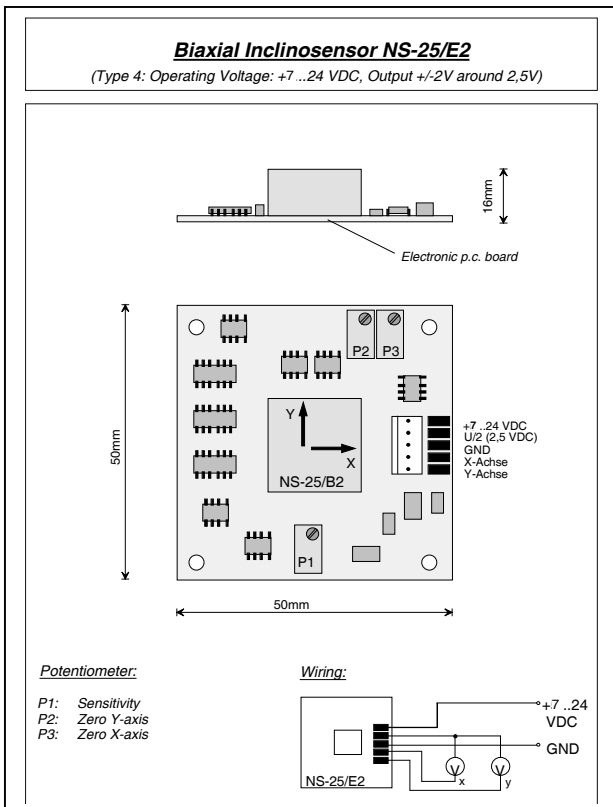 Biaxial Inclinosensor NS-25/E2
(Type 4: Operating Voltage: +7...24 VDC, Output +/-2V around 2,5V)
16mm
Electronic p.c. board
P2 P3
Y
X
NS-25/B2
P1
+7 ..24 VDC
U/2 (2,5 VDC)
GND
X-Achse
Y-Achse
50mm
50mm
Potentiometer:
P1: Sensitivity
P2: Zero Y-axis
P3: Zero X-axis
Wiring:
+7 ..24
VDC
GND
V x
V y
NS-25/E2